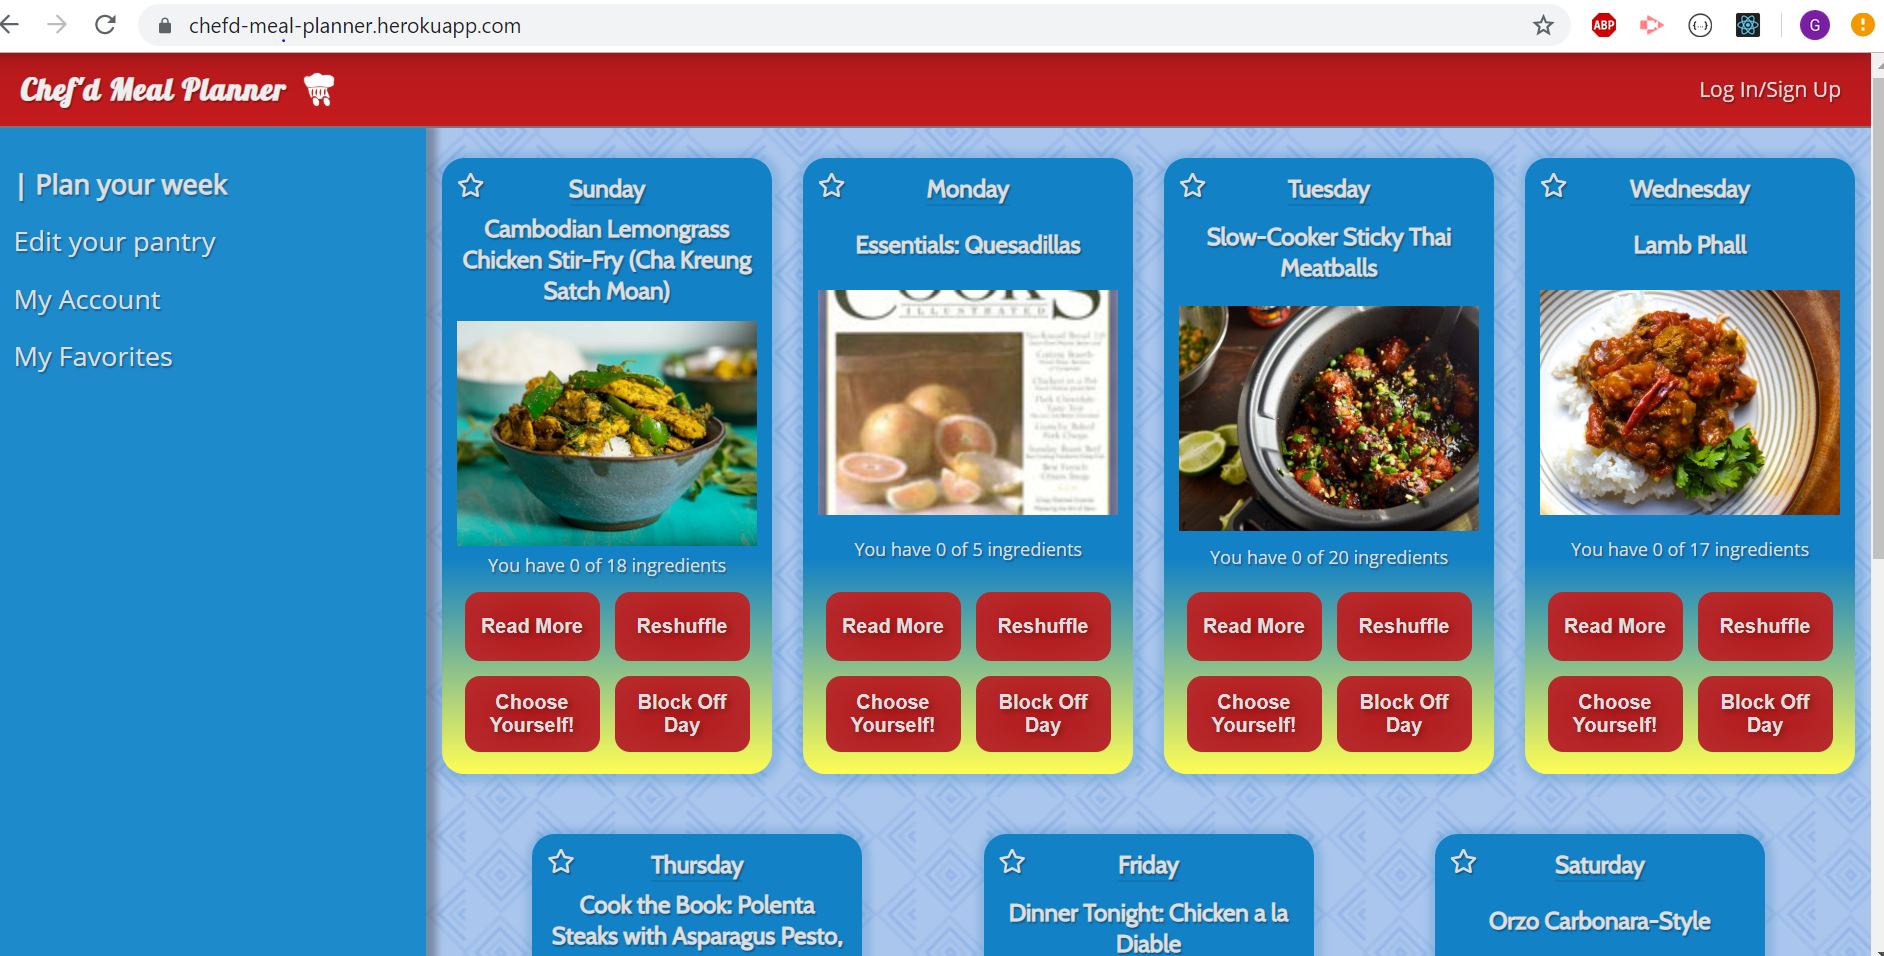 chefd-meal-planner.herokuapp.com
ABP
{...}
G
Chef'd Meal Planner
Log In/Sign Up
| Plan your week
Edit your pantry
My Account
My Favorites
Sunday
Cambodian Lemongrass
Chicken Stir-Fry (Cha Kreung
Satch Moan)
You have 0 of 18 ingredients
Read More
Reshuffle
Choose
Yourself!
Block Off
Day
Monday
Essentials: Quesadillas
COOK'S
ILLUSTRATED
You have 0 of 5 ingredients
Read More
Reshuffle
Choose
Yourself!
Block Off
Day
Tuesday
Slow-Cooker Sticky Thai
Meatballs
You have 0 of 20 ingredients
Read More
Reshuffle
Choose
Yourself!
Block Off
Day
Wednesday
Lamb Phall
You have 0 of 17 ingredients
Read More
Reshuffle
Choose
Yourself!
Block Off
Day
Thursday
Cook the Book: Polenta
Steaks with Asparagus Pesto,
Friday
Dinner Tonight: Chicken a la
Diable
Saturday
Orzo Carbonara-Style